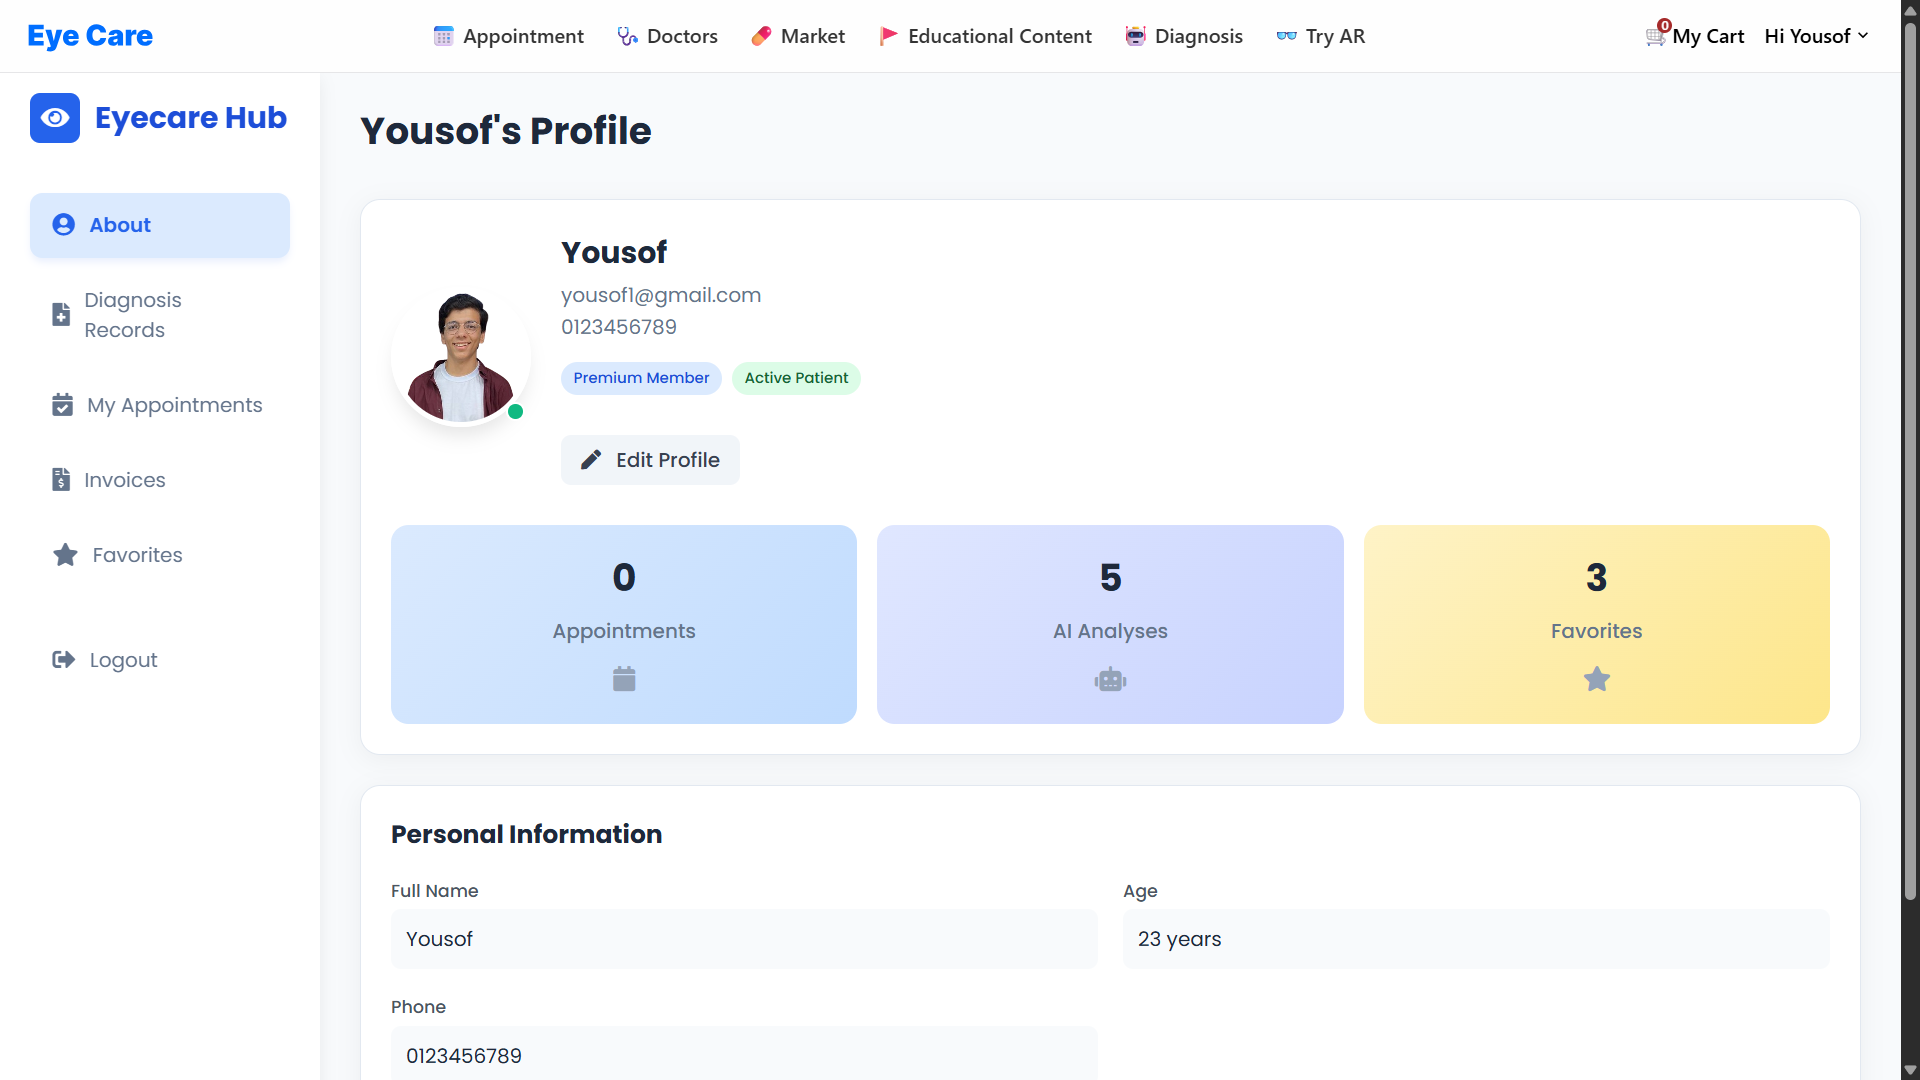 Eye Care
Appointment
Doctors
Market
Educational Content
Diagnosis
Try AR
0
My Cart
Hi Yousof
Eyecare Hub
About
Diagnosis
Records
My Appointments
Invoices
Favorites
Logout
Yousof's Profile
Yousof
yousof1@gmail.com
0123456789
Premium Member
Active Patient
Edit Profile
0
Appointments
5
AI Analyses
3
Favorites
Personal Information
Full Name
Yousof
Age
23 years
Phone
0123456789